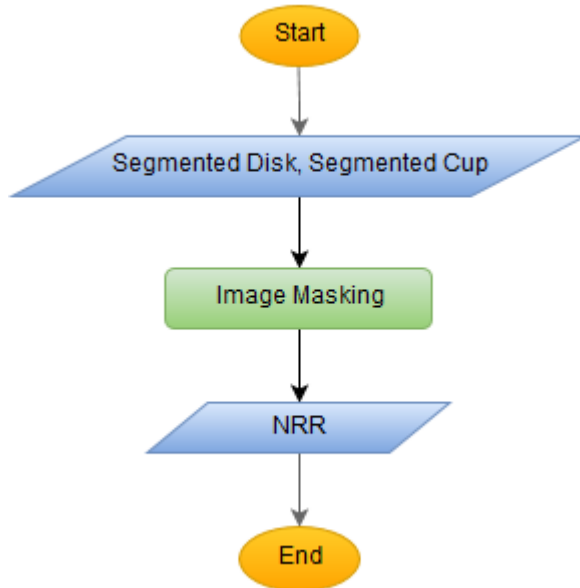 Start
Segmented Disk, Segmented Cup
Image Masking
NRR
End